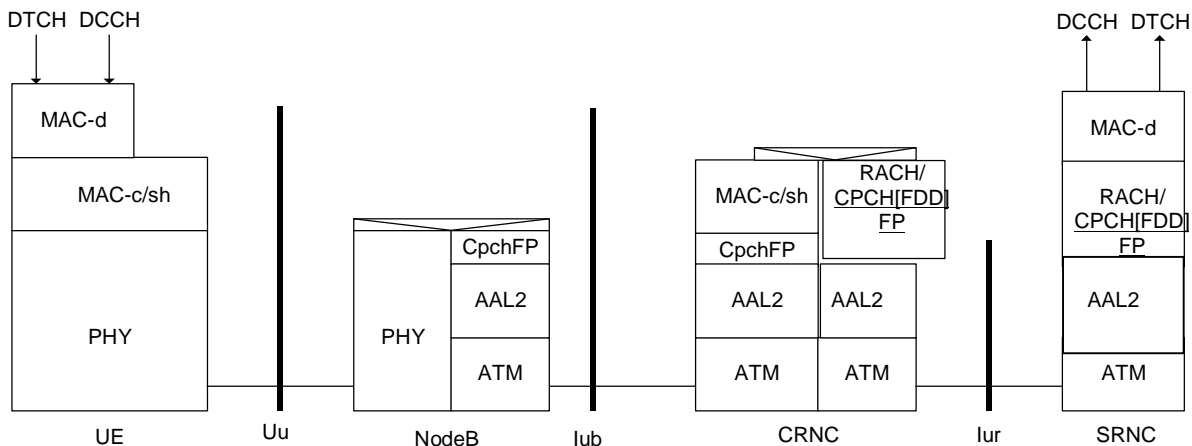 DTCH DCCH
DCCH DTCH
MAC-d
MAC-d
MAC-c/sh
MAC-c/sh
RACH/
CPCH[FDD]
FP
RACH/
CPCH[FDD]
FP
CpchFP
CpchFP
PHY
PHY
AAL2
AAL2
AAL2
AAL2
ATM
ATM
ATM
ATM
UE
Uu
NodeB
Iub
CRNC
Iur
SRNC